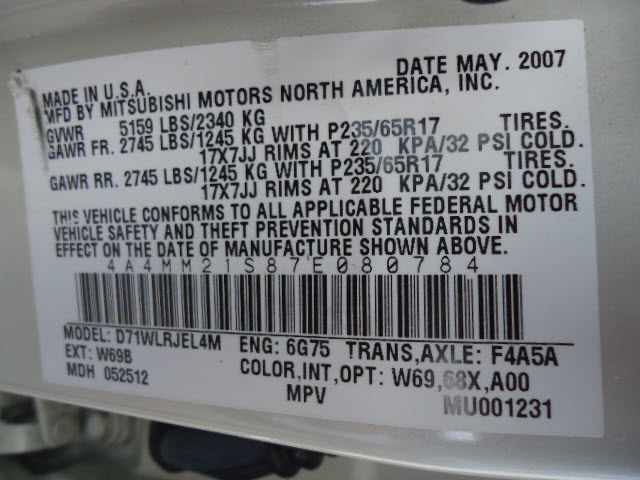 MADE IN U.S.A. DATE MAY. 2007
MFD BY MITSUBISHI MOTORS NORTH AMERICA, INC.
GVWR 5159 LBS/2340 KG
GAWR FR. 2745 LBS/1245 KG WITH P235/65R17 TIRES.
17X7JJ RIMS AT 220 KPA/32 PSI COLD.
GAWR RR. 2745 LBS/1245 KG WITH P235/65R17 TIRES.
17X7JJ RIMS AT 220 KPA/32 PSI COLD.
THIS VEHICLE CONFORMS TO ALL APPLICABLE FEDERAL MOTOR
VEHICLE SAFETY AND THEFT PREVENTION STANDARDS IN
EFFECT ON THE DATE OF MANUFACTURE SHOWN ABOVE.
4A4MM21S87E080784
MODEL: D71WLRJEL4M ENG: 6G75 TRANS,AXLE: F4A5A
EXT: W69B COLOR,INT,OPT: W69,68X,A00
MDH 052512 MPV MU001231